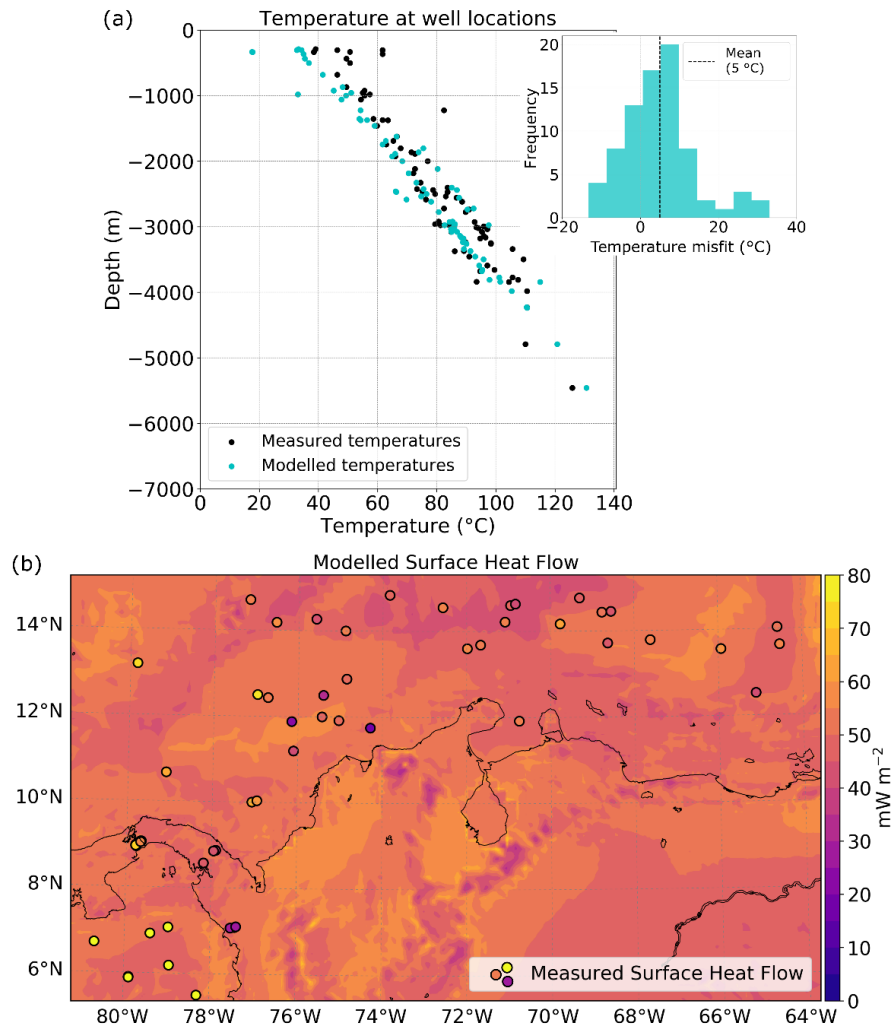 (a)
Temperature at well locations
0
−1000
−2000
−3000
−4000
−5000
−6000
−7000
Depth (m)
0 20 40 60 80 100 120 140
Temperature (°C)
Measured temperatures
Modelled temperatures
20
15
10
5
0
Frequency
−20 0 20 40
Temperature misfit (°C)
Mean
(5 °C)
(b)
Modelled Surface Heat Flow
14°N
12°N
10°N
8°N
6°N
80°W 78°W 76°W 74°W 72°W 70°W 68°W 66°W 64°W
Measured Surface Heat Flow
80
70
60
50
40
30
20
10
0
mW m⁻²